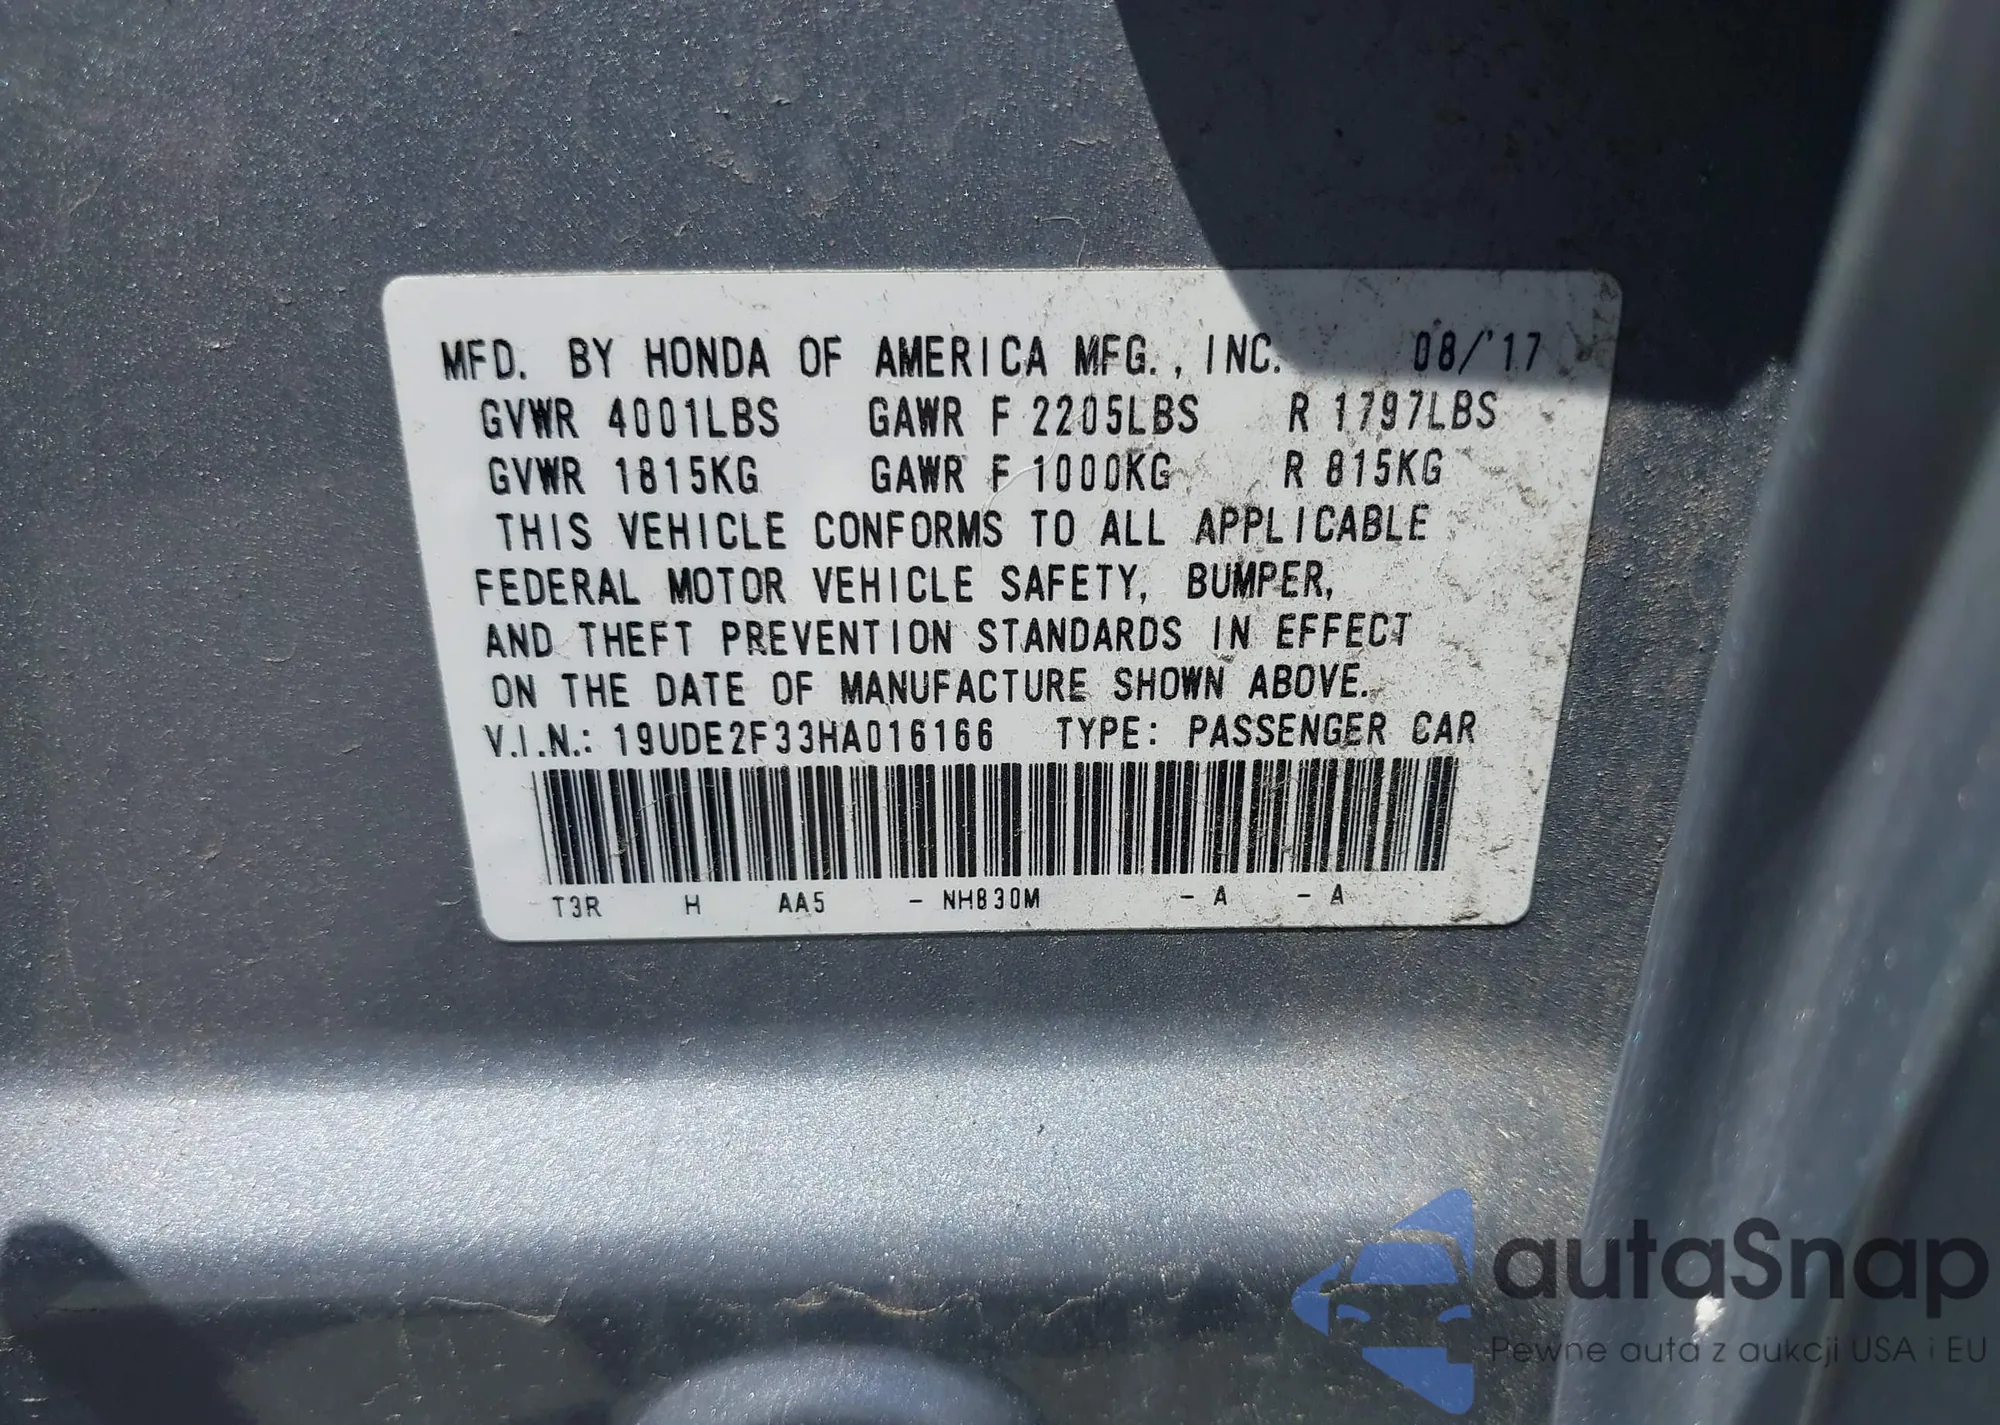 MFD. BY HONDA OF AMERICA MFG., INC. 08/'17
GVWR 4001LBS GAWR F 2205LBS R 1797LBS
GVWR 1815KG GAWR F 1000KG R 815KG
THIS VEHICLE CONFORMS TO ALL APPLICABLE
FEDERAL MOTOR VEHICLE SAFETY, BUMPER,
AND THEFT PREVENTION STANDARDS IN EFFECT
ON THE DATE OF MANUFACTURE SHOWN ABOVE.
V.I.N.: 19UDE2F33HA016166 TYPE: PASSENGER CAR
T3R H AA5 - NH830M - A - A
autaSnap
Pewne auta z aukcji USA i EU